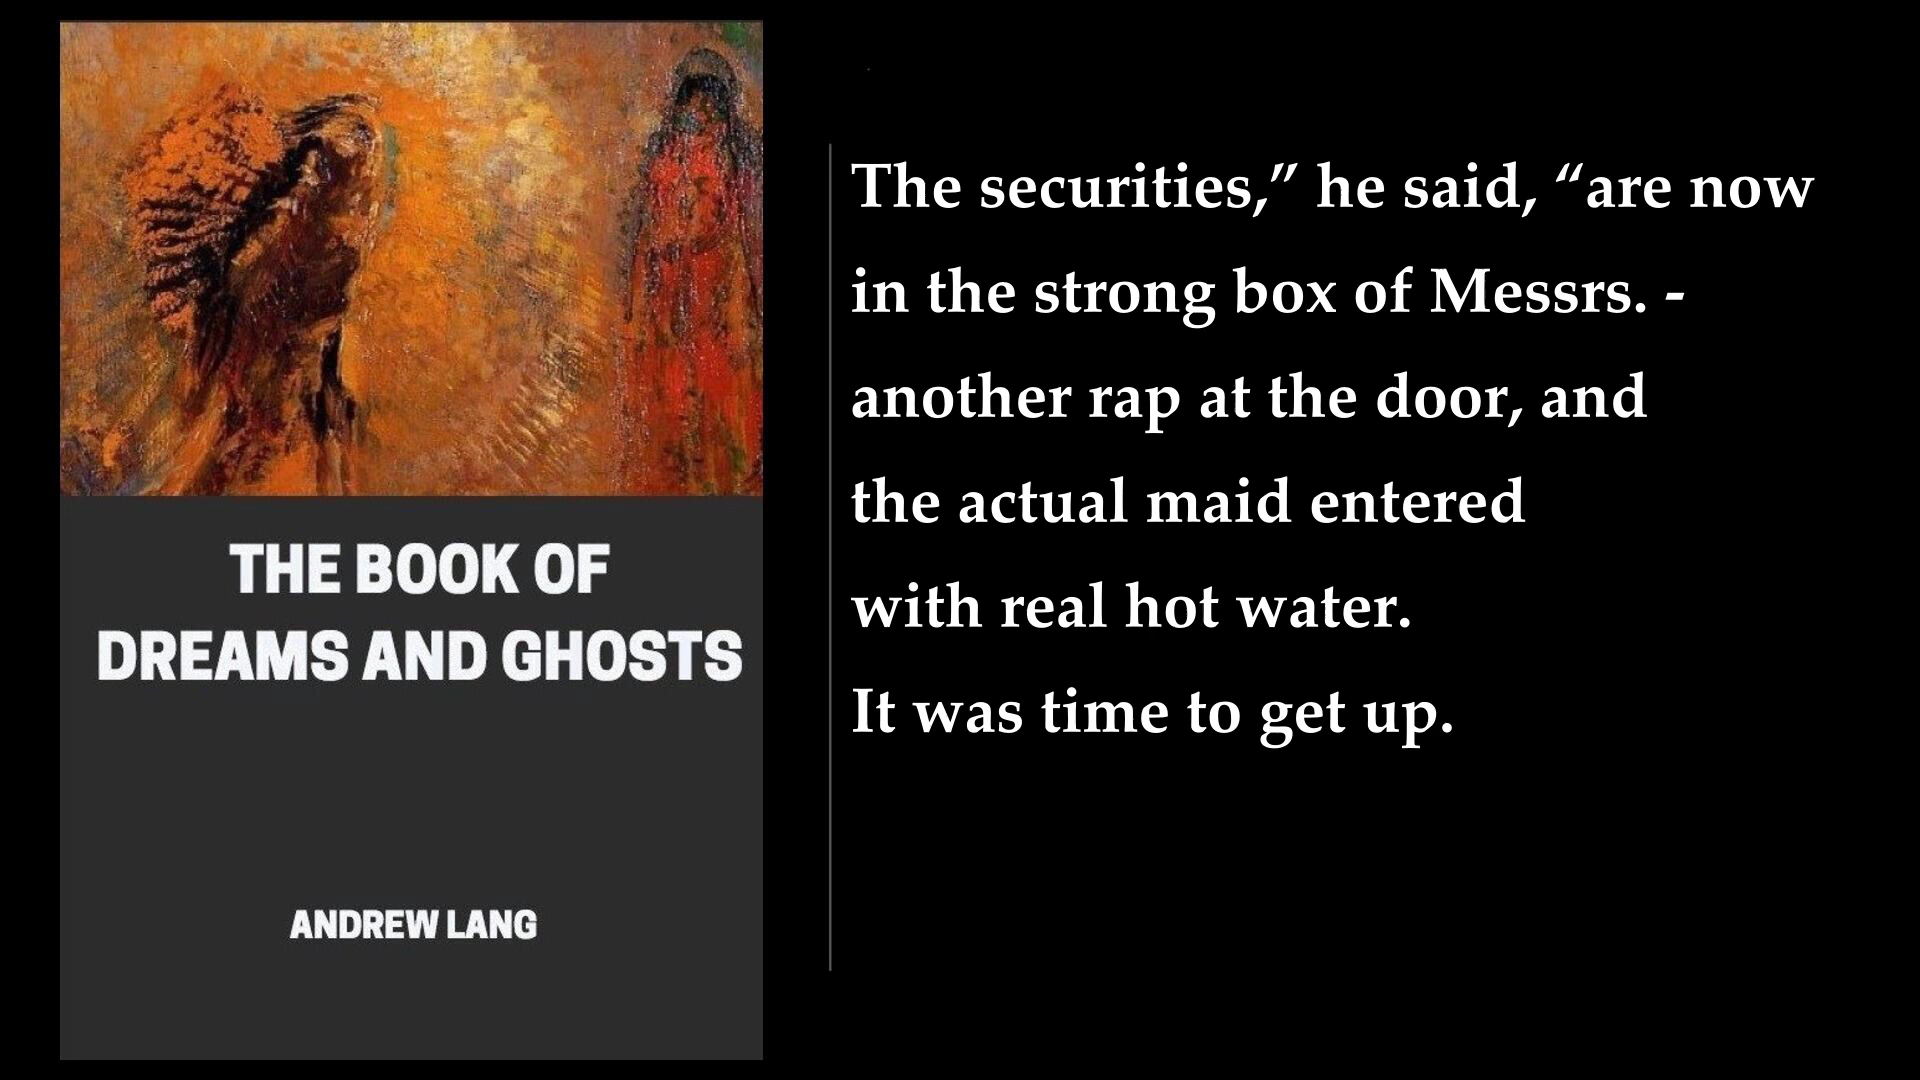 THE BOOK OF
DREAMS AND GHOSTS
ANDREW LANG
The securities,” he said, “are now
in the strong box of Messrs. -
another rap at the door, and
the actual maid entered
with real hot water.
It was time to get up.